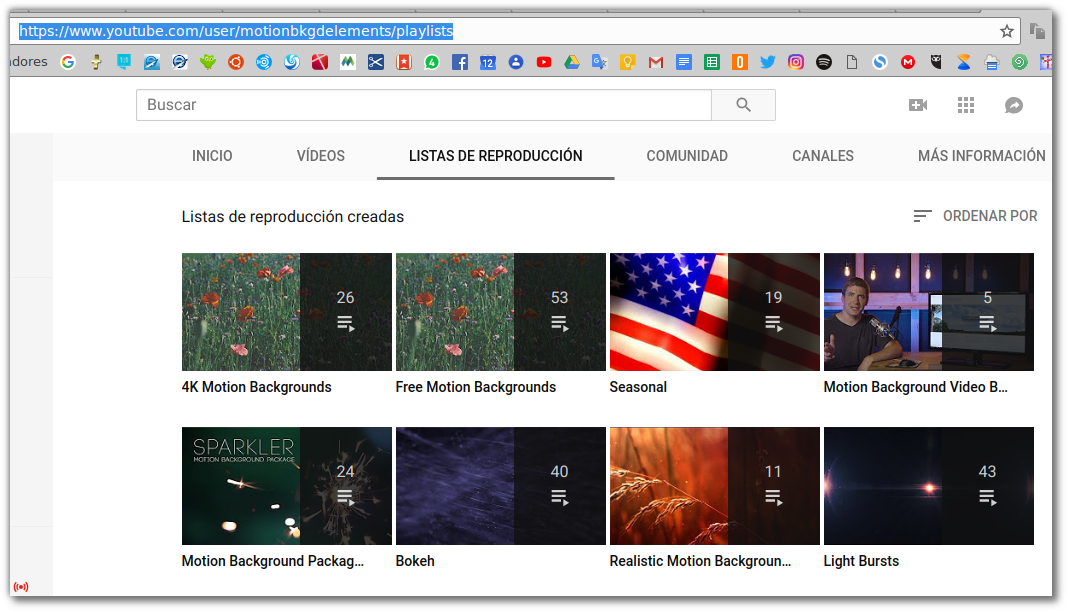 https://www.youtube.com/user/motionbkgdelements/playlists
adores
Buscar
INICIO VÍDEOS LISTAS DE REPRODUCCIÓN COMUNIDAD CANALES MÁS INFORMACIÓN
Listas de reproducción creadas ORDENAR POR
26 53 19 5
4K Motion Backgrounds Free Motion Backgrounds Seasonal Motion Background Video B...
SPARKLER
MOTION BACKGROUND PACKAGE
24 40 11 43
Motion Background Packag... Bokeh Realistic Motion Backgroun... Light Bursts